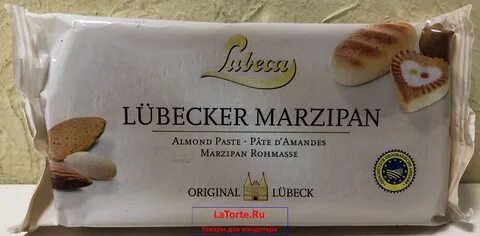 Lubeca
LÜBECKER MARZIPAN
ALMOND PASTE · PÂTE D'AMANDES
MARZIPAN ROHMASSE
ORIGINAL LÜBECK
LaTorte.Ru
Товары для кондитера